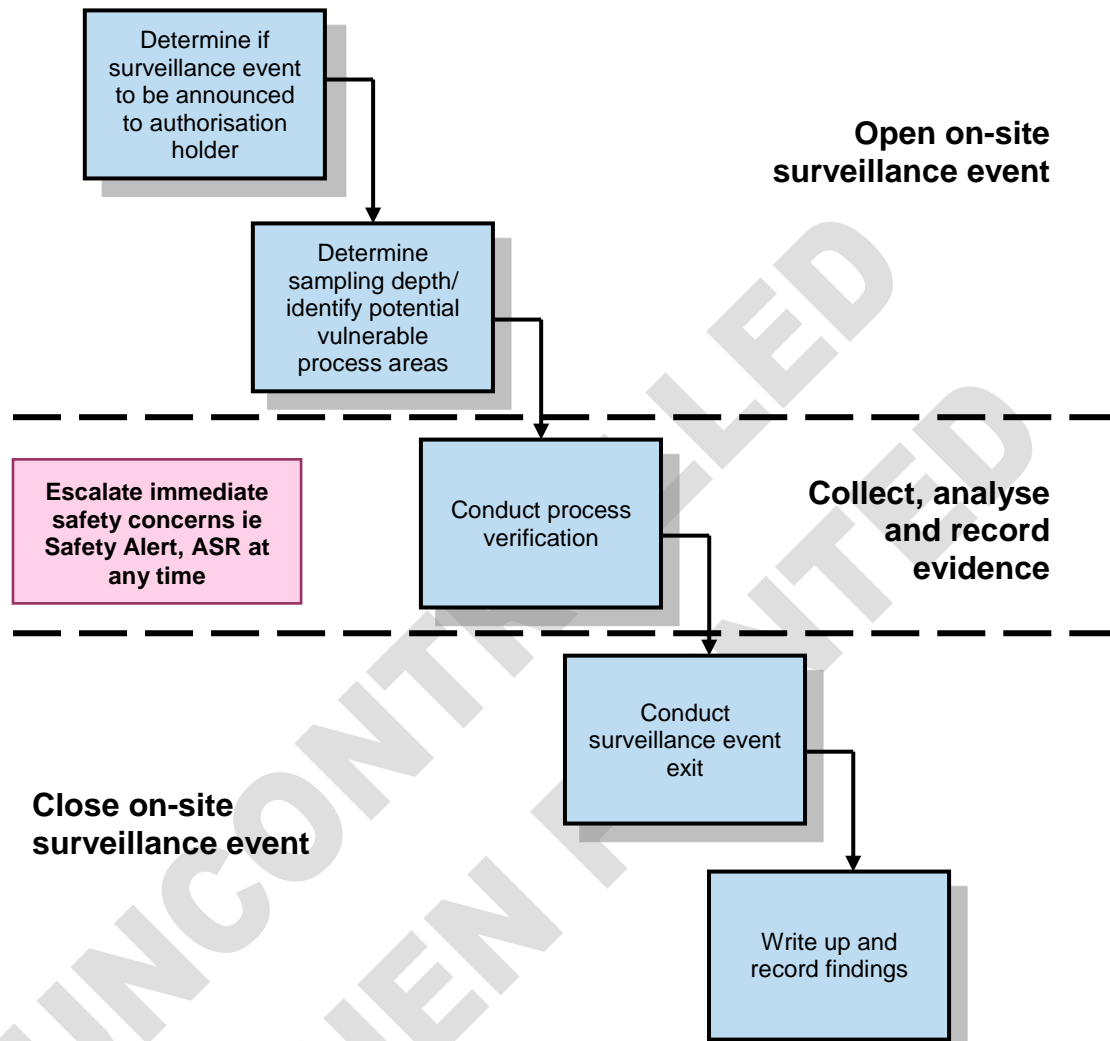 Determine if
surveillance event
to be announced
to authorisation
holder
Open on-site
surveillance event
Determine
sampling depth/
identify potential
vulnerable
process areas
Escalate immediate
safety concerns ie
Safety Alert, ASR at
any time
Conduct process
verification
Collect, analyse
and record
evidence
Conduct
surveillance event
exit
Close on-site
surveillance event
Write up and
record findings
UNCONTROLLED